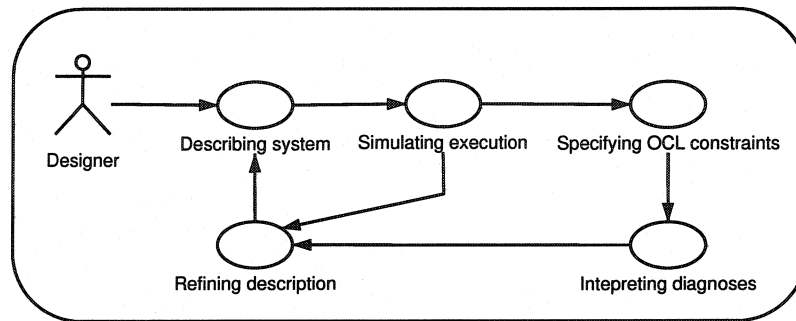 Designer
Describing system
Simulating execution
Specifying OCL constraints
Refining description
Intepreting diagnoses